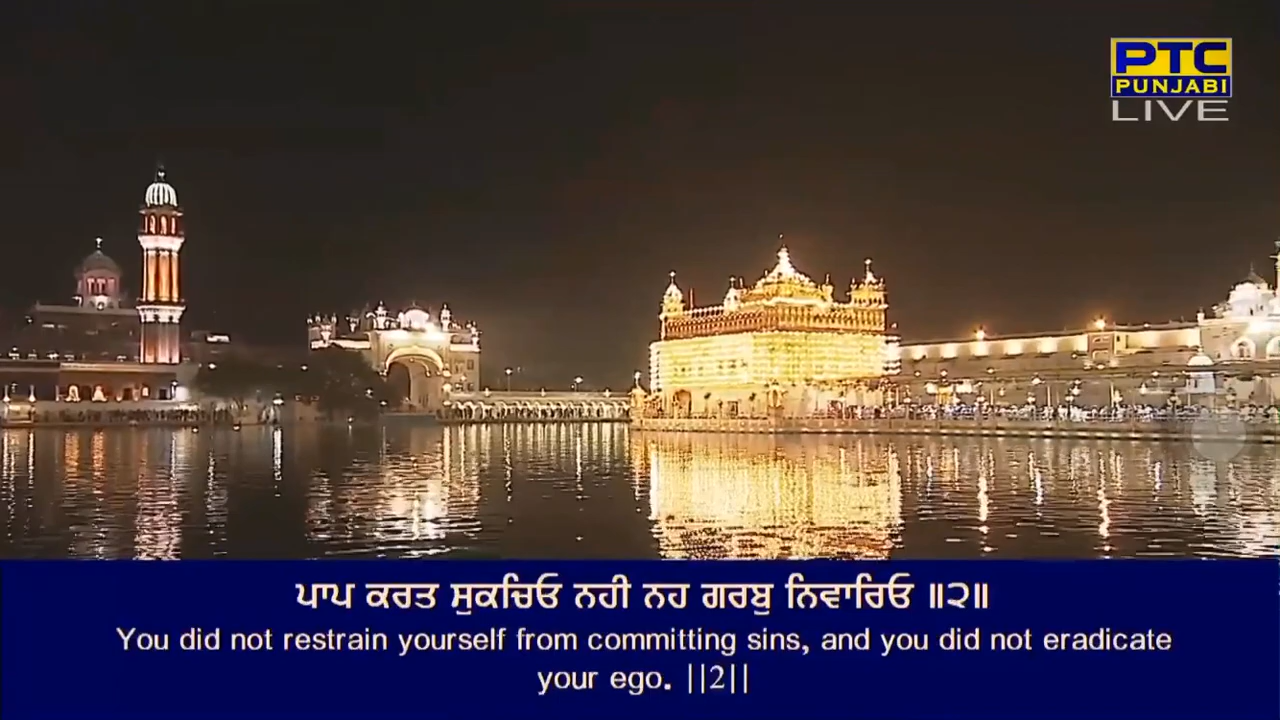 PTC
PUNJABI
LIVE
ਪਾਪ ਕਰਤ ਸੁਕਚਿਓ ਨਹੀ ਨਹ ਗਰਬੁ ਨਿਵਾਰਿਓ ॥੨॥
You did not restrain yourself from committing sins, and you did not eradicate
your ego. ||2||